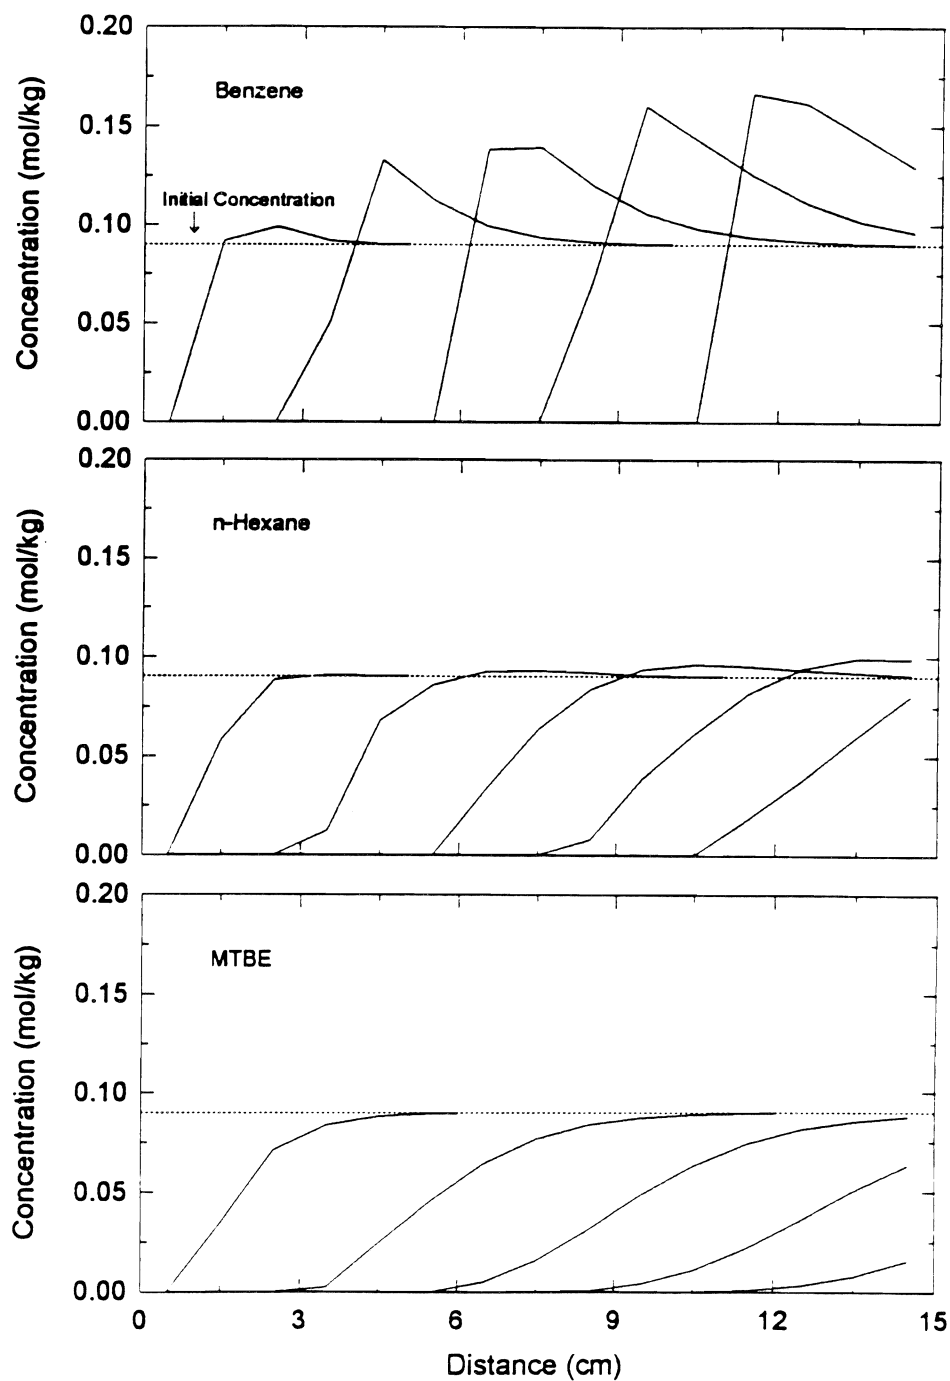 0.20
Benzene
0.15
Initial Concentration
0.10
0.05
0.00
Concentration (mol/kg)
0.20
n-Hexane
0.15
0.10
0.05
0.00
Concentration (mol/kg)
0.20
MTBE
0.15
0.10
0.05
0.00
Concentration (mol/kg)
0 3 6 9 12 15
Distance (cm)